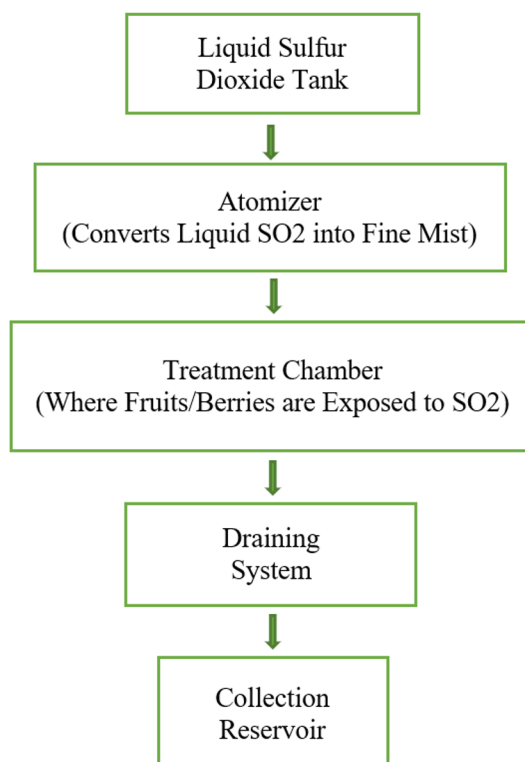 Liquid Sulfur
Dioxide Tank
Atomizer
(Converts Liquid SO2 into Fine Mist)
Treatment Chamber
(Where Fruits/Berries are Exposed to SO2)
Draining
System
Collection
Reservoir